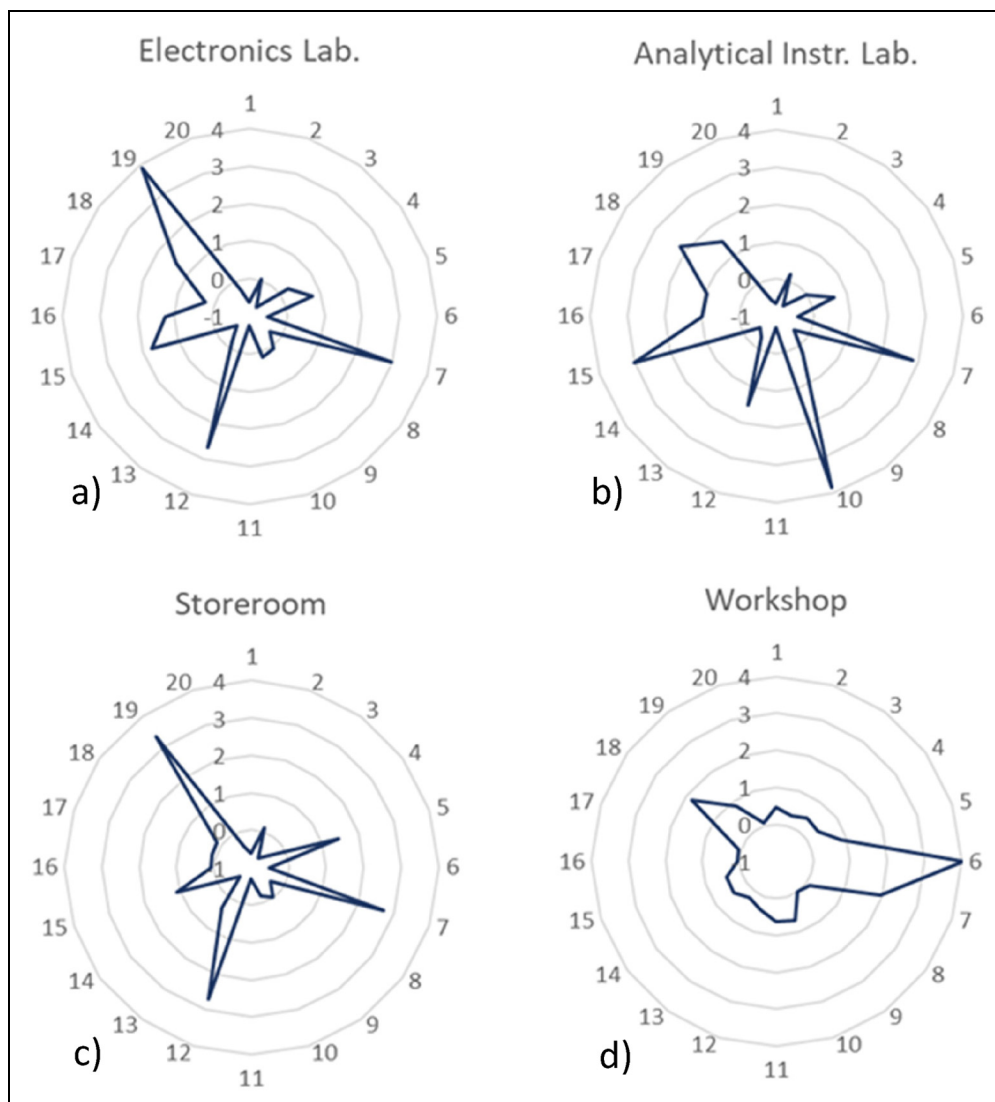 Electronics Lab.
1
20 4 2
19 3 3
18 2 4
17 1 5
0
16 -1 6
15 7
14 8
13 9
a) 12 10
11
Analytical Instr. Lab.
1
20 4 2
19 3 3
18 2 4
17 1 5
0
16 -1 6
15 7
14 8
13 9
b) 12 10
11
Storeroom
1
20 4 2
19 3 3
18 2 4
17 1 5
0
16 1 6
15 7
14 8
13 9
c) 12 10
11
Workshop
1
20 4 2
19 3 3
18 2 4
17 1 5
0
16 1 6
15 7
14 8
13 9
d) 12 10
11